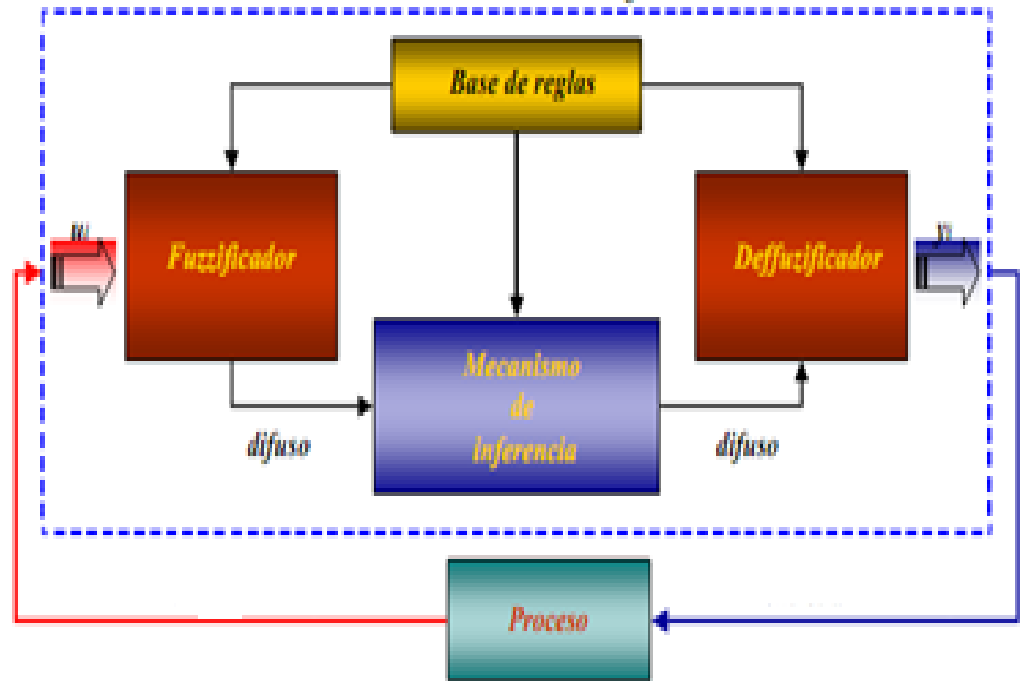 Base de reglas
Fuzzificador
Deffuzificador
Mecanismo
de
inferencia
difuso
difuso
Proceso